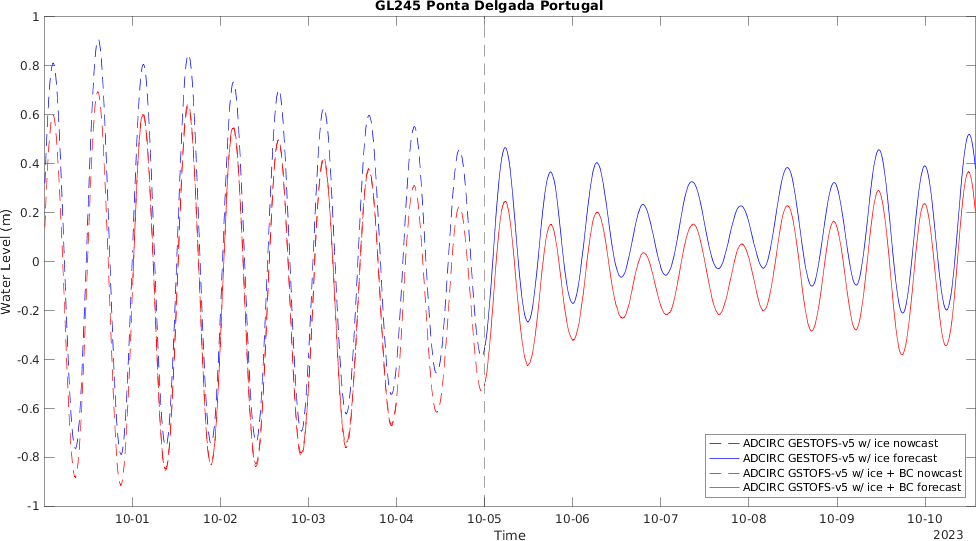 GL245 Ponta Delgada Portugal
1
0.8
0.6
0.4
0.2
0
-0.2
-0.4
-0.6
-0.8
-1
Water Level (m)
10-01 10-02 10-03 10-04 10-05 10-06 10-07 10-08 10-09 10-10
Time
2023
ADCIRC GESTOFS-v5 w/ ice nowcast
ADCIRC GESTOFS-v5 w/ ice forecast
ADCIRC GSTOFS-v5 w/ ice + BC nowcast
ADCIRC GSTOFS-v5 w/ ice + BC forecast